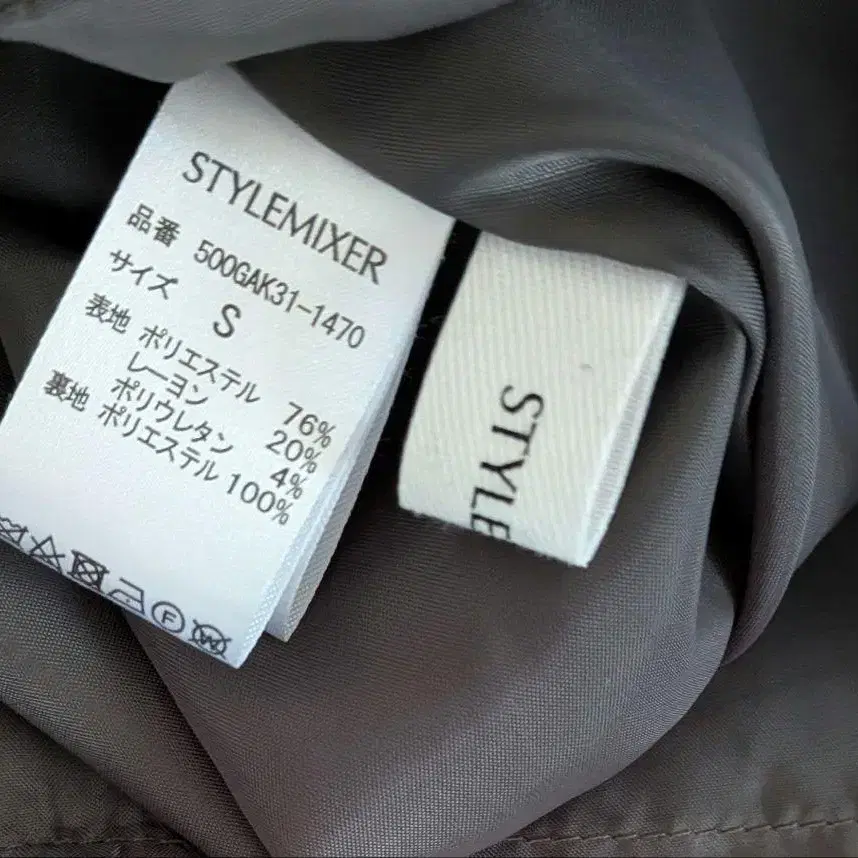 STYLEMIXER
品番 500GAK31-1470
サイズ S
表地 ポリエステル 76%
レーヨン 20%
ポリウレタン 4%
裏地 ポリエステル 100%
F W
STYLE